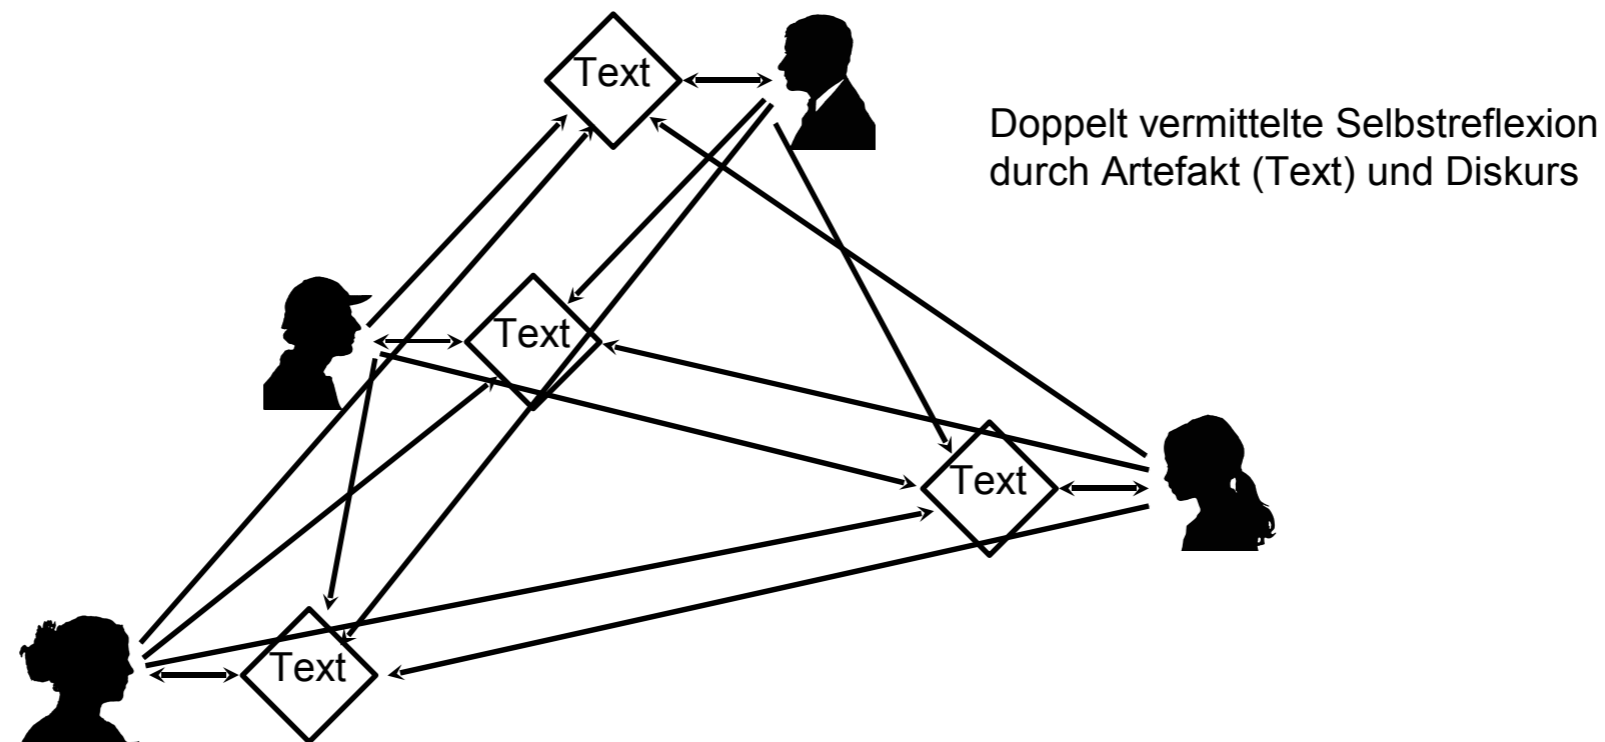 Text
Doppelt vermittelte Selbstreflexion
durch Artefakt (Text) und Diskurs
Text
Text
Text